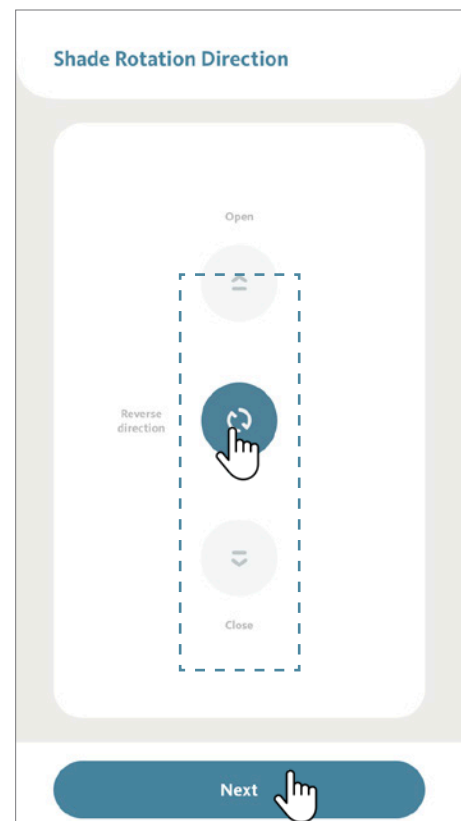 Shade Rotation Direction
Open
Reverse
direction
Close
Next